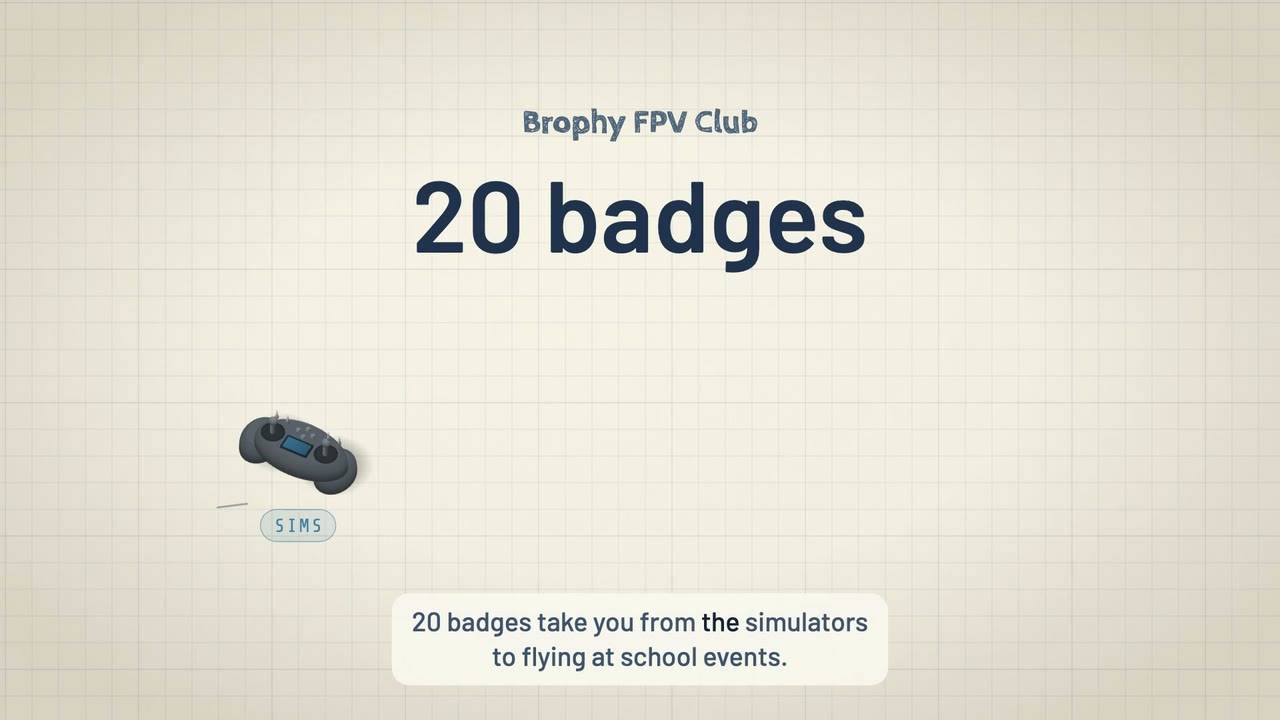 Brophy FPV Club
20 badges
SIMS
20 badges take you from the simulators
to flying at school events.